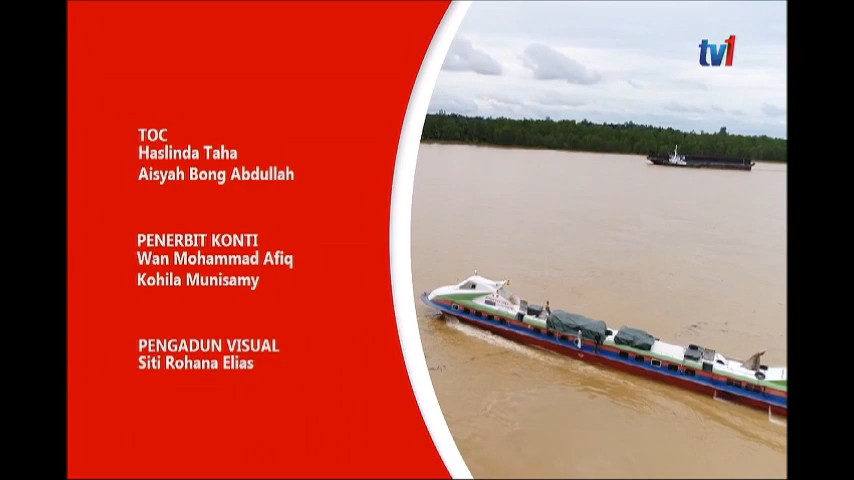 TOC
Haslinda Taha
Aisyah Bong Abdullah
PENERBIT KONTI
Wan Mohammad Afiq
Kohila Munisamy
PENGADUN VISUAL
Siti Rohana Elias
tv1